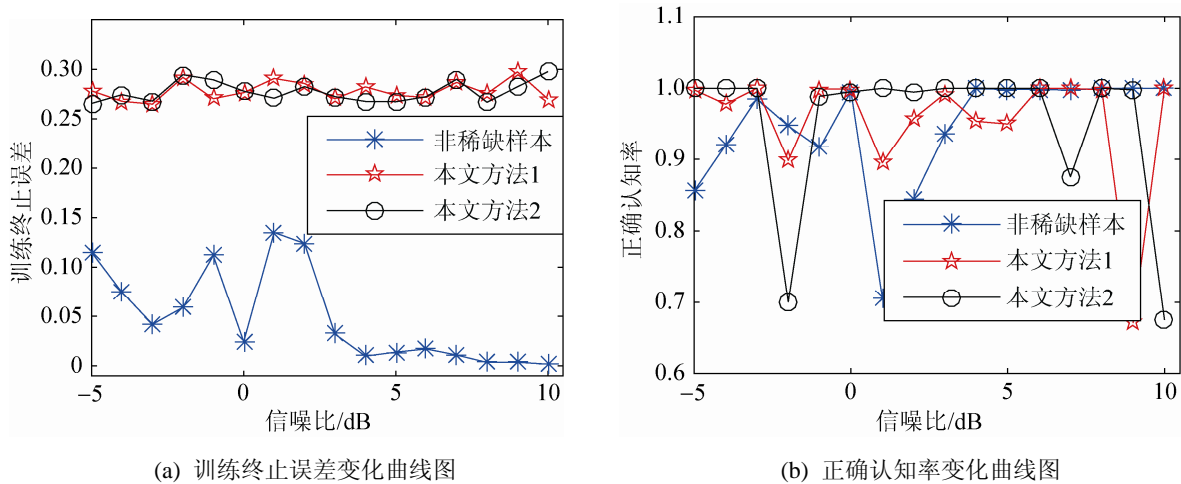 0.30
0.25
0.20
0.15
0.10
0.05
0
训练终止误差
非稀缺样本
本文方法1
本文方法2
−5
0
5
10
信噪比/dB
(a) 训练终止误差变化曲线图
1.1
1.0
0.9
0.8
0.7
0.6
正确认知率
非稀缺样本
本文方法1
本文方法2
−5
0
5
10
信噪比/dB
(b) 正确认知率变化曲线图